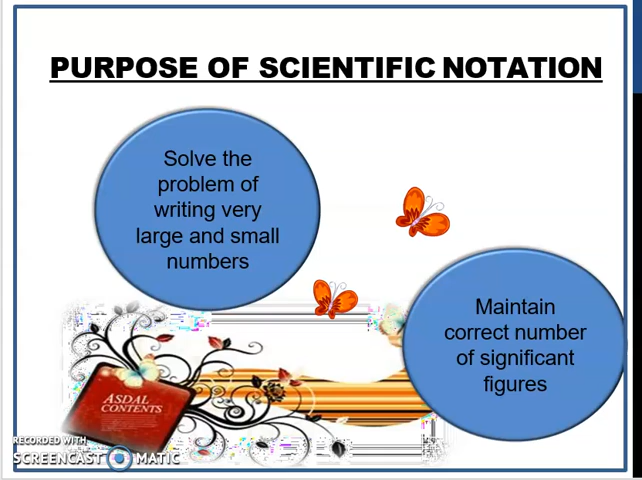 PURPOSE OF SCIENTIFIC NOTATION
Solve the
problem of
writing very
large and small
numbers
Maintain
correct number
of significant
figures
ASDAL
CONTENTS
RECORDED WITH
SCREENCAST MATIC